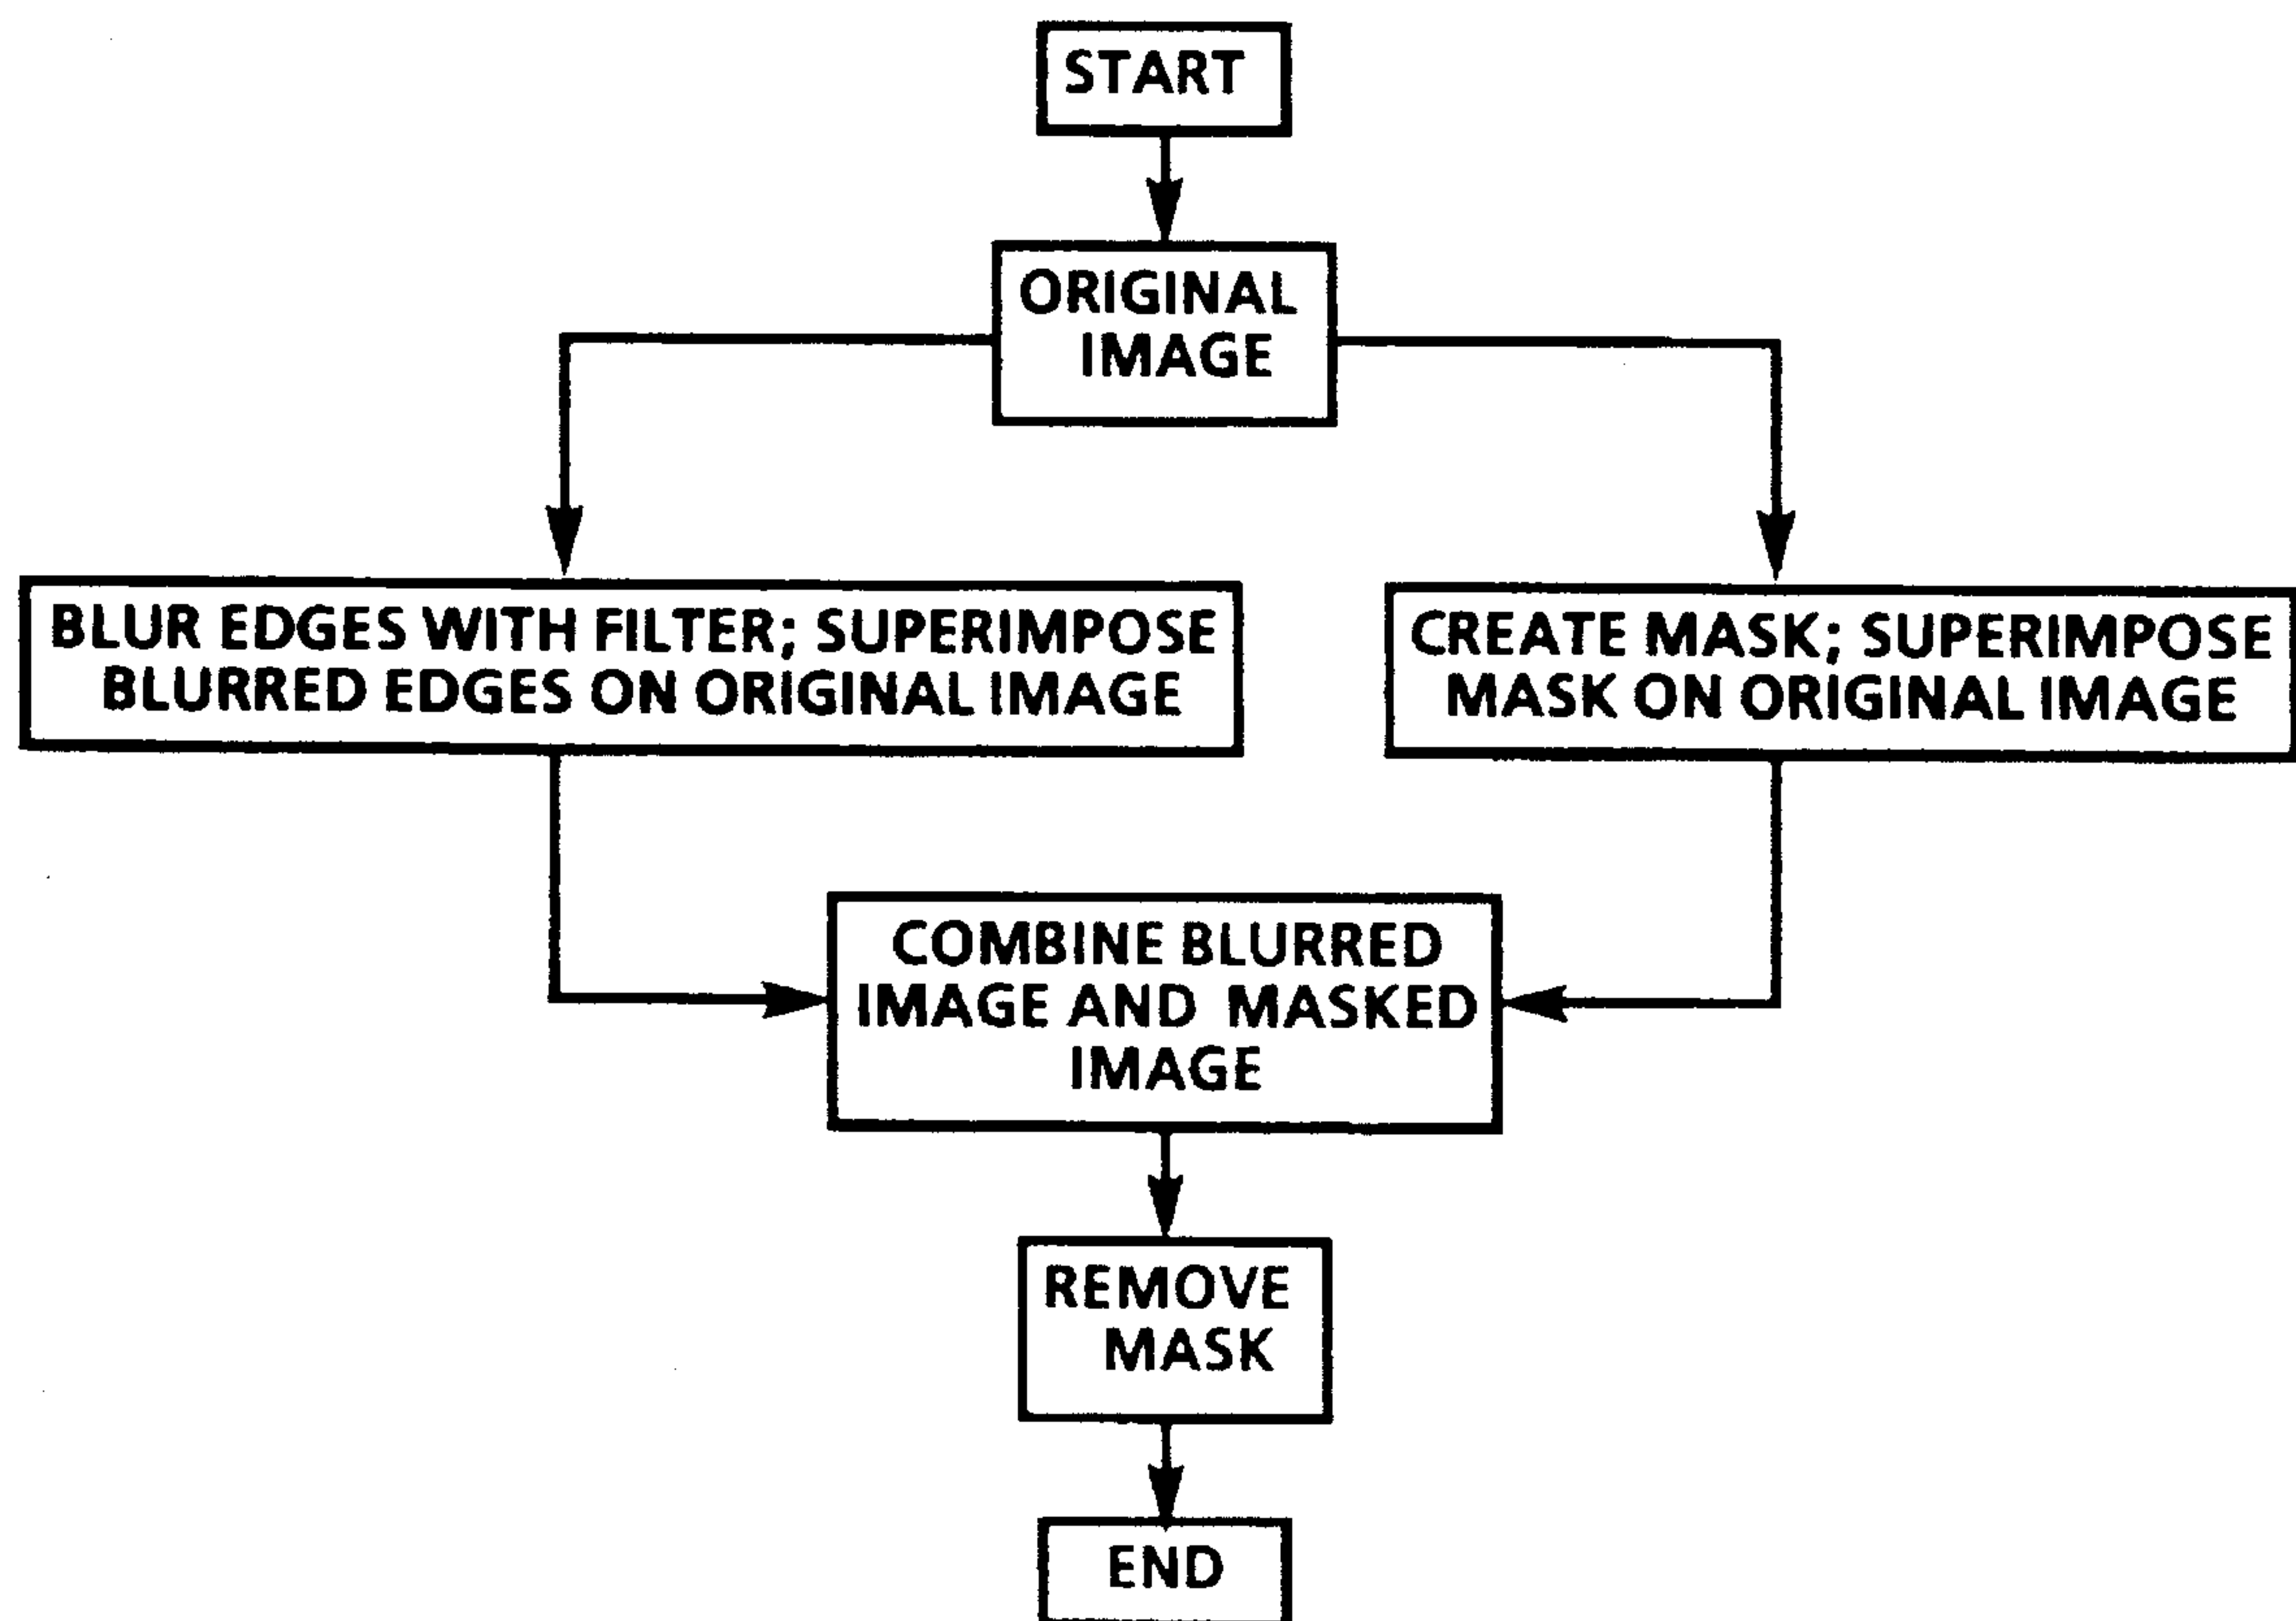 START
ORIGINAL
IMAGE
BLUR EDGES WITH FILTER; SUPERIMPOSE
BLURRED EDGES ON ORIGINAL IMAGE
CREATE MASK; SUPERIMPOSE
MASK ON ORIGINAL IMAGE
COMBINE BLURRED
IMAGE AND MASKED
IMAGE
REMOVE
MASK
END